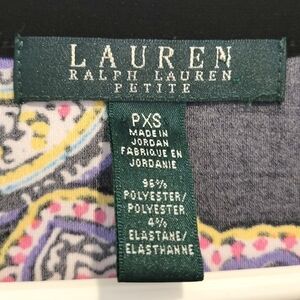 LAUREN
RALPH LAUREN
PETITE
PXS
MADE IN
JORDAN
FABRIQUE EN
JORDANIE
96%
POLYESTER/
POLYESTER
4%
ELASTANE/
ELASTHANNE